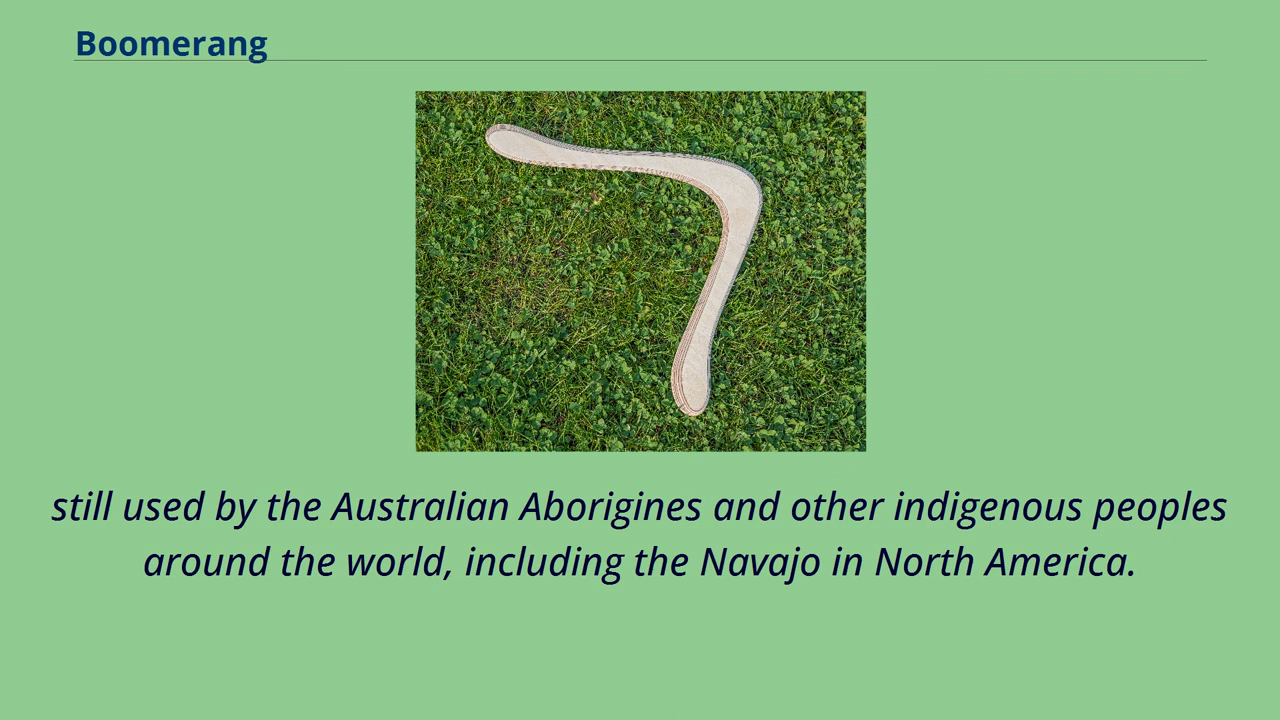 Boomerang
still used by the Australian Aborigines and other indigenous peoples
around the world, including the Navajo in North America.